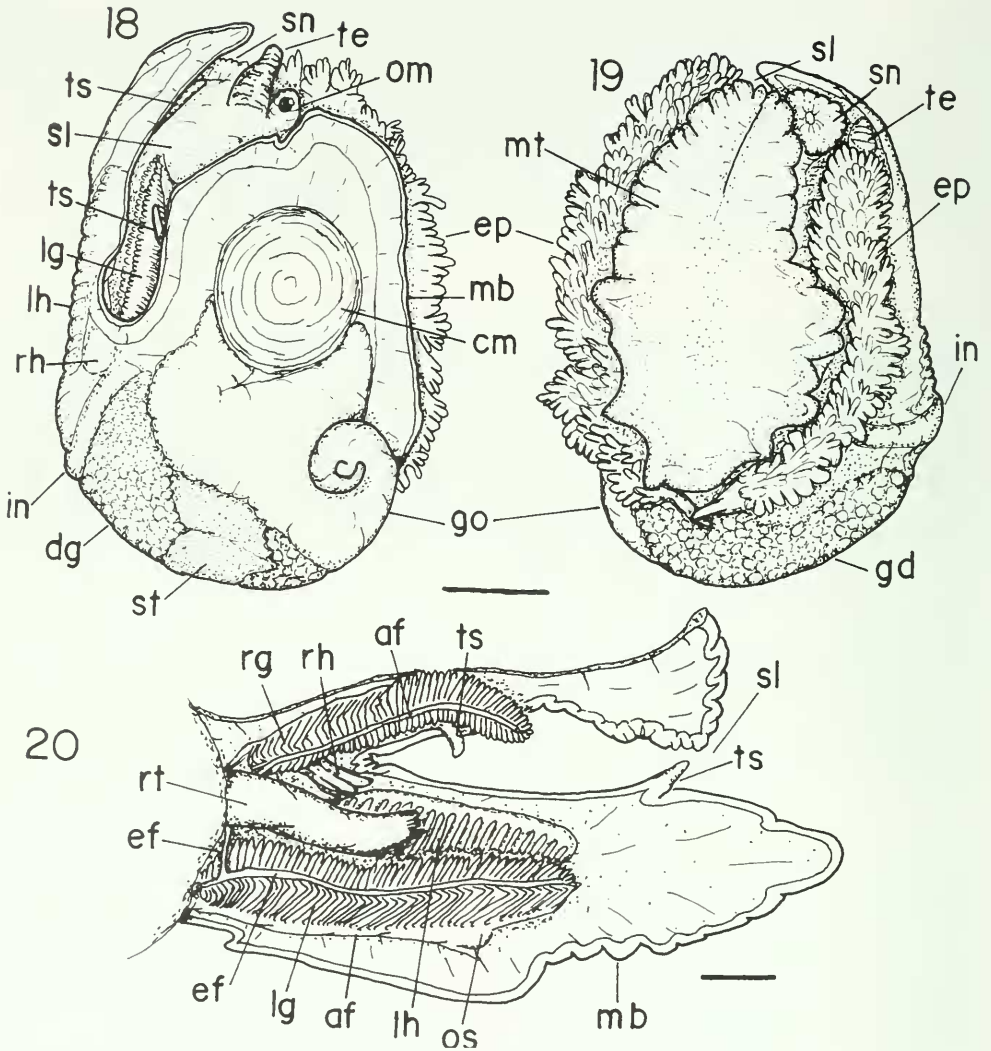 18
sn
te
om
ts
sl
ts
lg
lh
rh
in
dg
st
ep
mb
cm
go
19
sl
sn
te
mt
ep
in
gd
20
rg
rh
af
ts
sl
ts
rt
ef
ef
lg
af
lh
os
mb